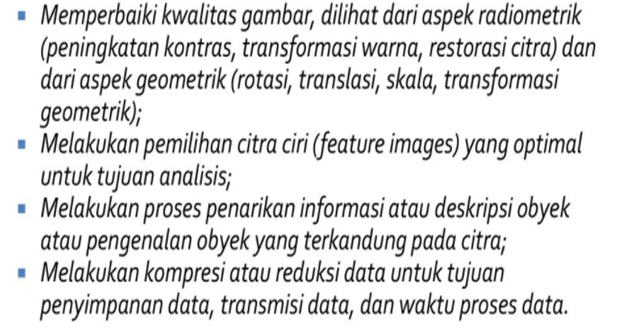 ▪ Memperbaiki kwalitas gambar, dilihat dari aspek radiometrik
(peningkatan kontras, transformasi warna, restorasi citra) dan
dari aspek geometrik (rotasi, translasi, skala, transformasi
geometrik);
▪ Melakukan pemilihan citra ciri (feature images) yang optimal
untuk tujuan analisis;
▪ Melakukan proses penarikan informasi atau deskripsi obyek
atau pengenalan obyek yang terkandung pada citra;
▪ Melakukan kompresi atau reduksi data untuk tujuan
penyimpanan data, transmisi data, dan waktu proses data.